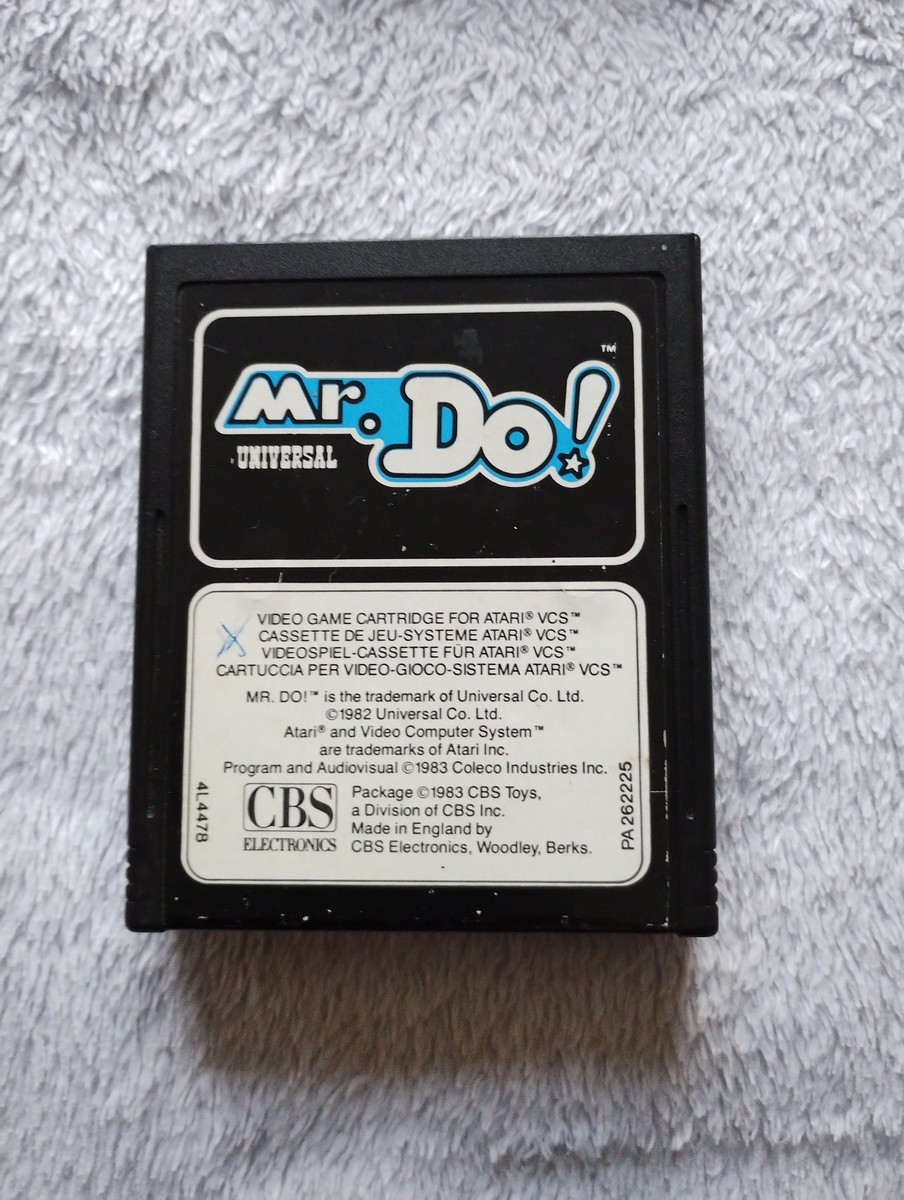 TM
Mr. Do!
UNIVERSAL
VIDEO GAME CARTRIDGE FOR ATARI® VCS™
CASSETTE DE JEU-SYSTEME ATARI® VCS™
VIDEOSPIEL-CASSETTE FÜR ATARI® VCS™
CARTUCCIA PER VIDEO-GIOCO-SISTEMA ATARI® VCS™
MR. DO!™ is the trademark of Universal Co. Ltd.
©1982 Universal Co. Ltd.
Atari® and Video Computer System™
are trademarks of Atari Inc.
Program and Audiovisual ©1983 Coleco Industries Inc.
CBS
ELECTRONICS
Package ©1983 CBS Toys,
a Division of CBS Inc.
Made in England by
CBS Electronics, Woodley, Berks.
4L4478
PA262225